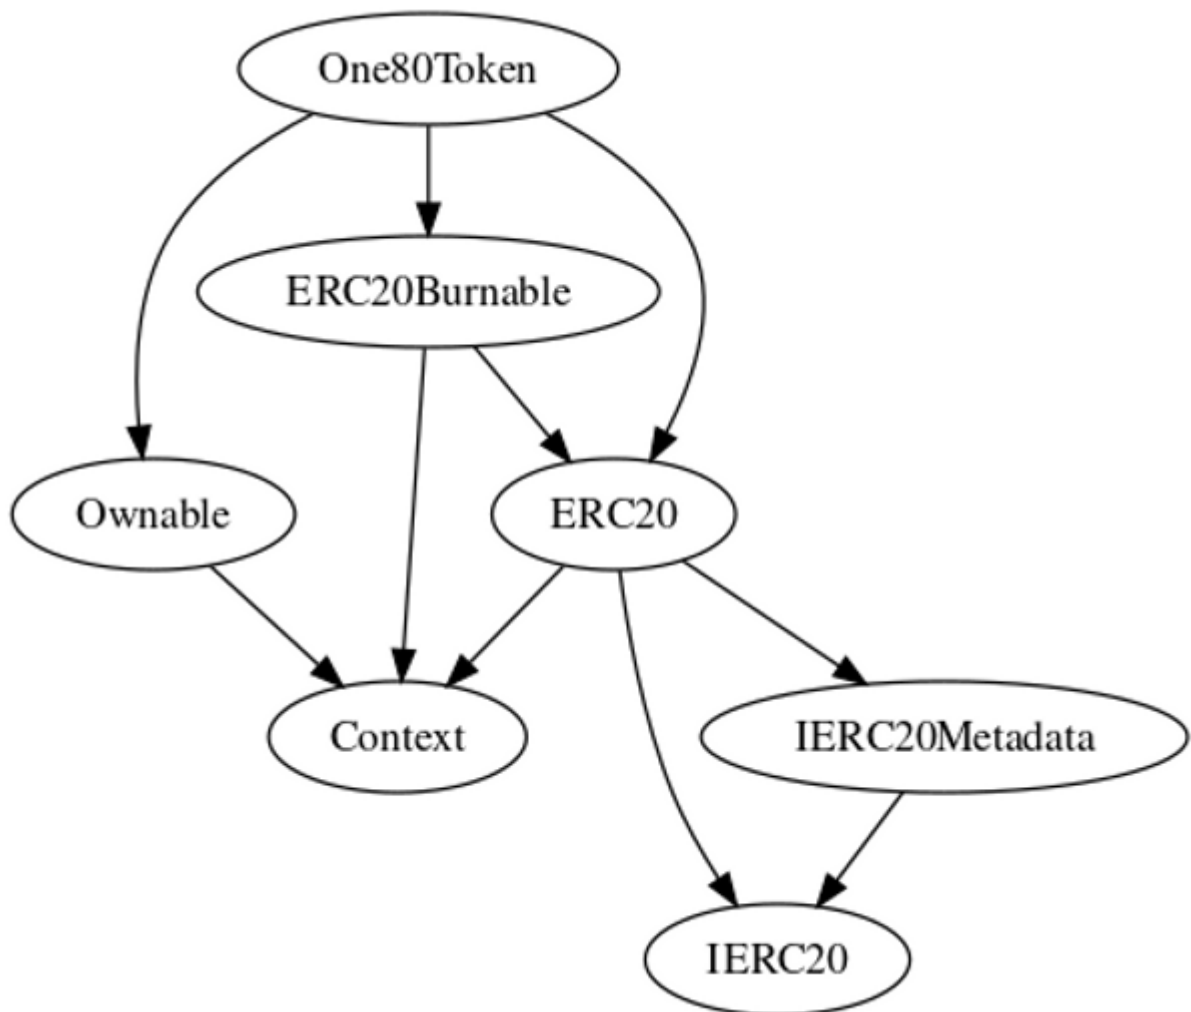 One80Token
ERC20Burnable
Ownable
ERC20
Context
IERC20Metadata
IERC20